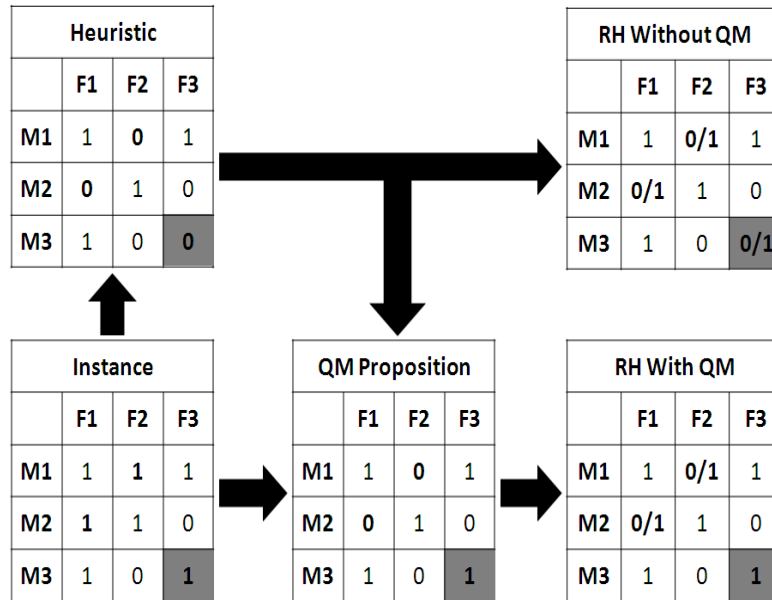 Heuristic
F1 F2 F3
M1 1 0 1
M2 0 1 0
M3 1 0 0
RH Without QM
F1 F2 F3
M1 1 0/1 1
M2 0/1 1 0
M3 1 0 0/1
Instance
F1 F2 F3
M1 1 1 1
M2 1 1 0
M3 1 0 1
QM Proposition
F1 F2 F3
M1 1 0 1
M2 0 1 0
M3 1 0 1
RH With QM
F1 F2 F3
M1 1 0/1 1
M2 0/1 1 0
M3 1 0 1